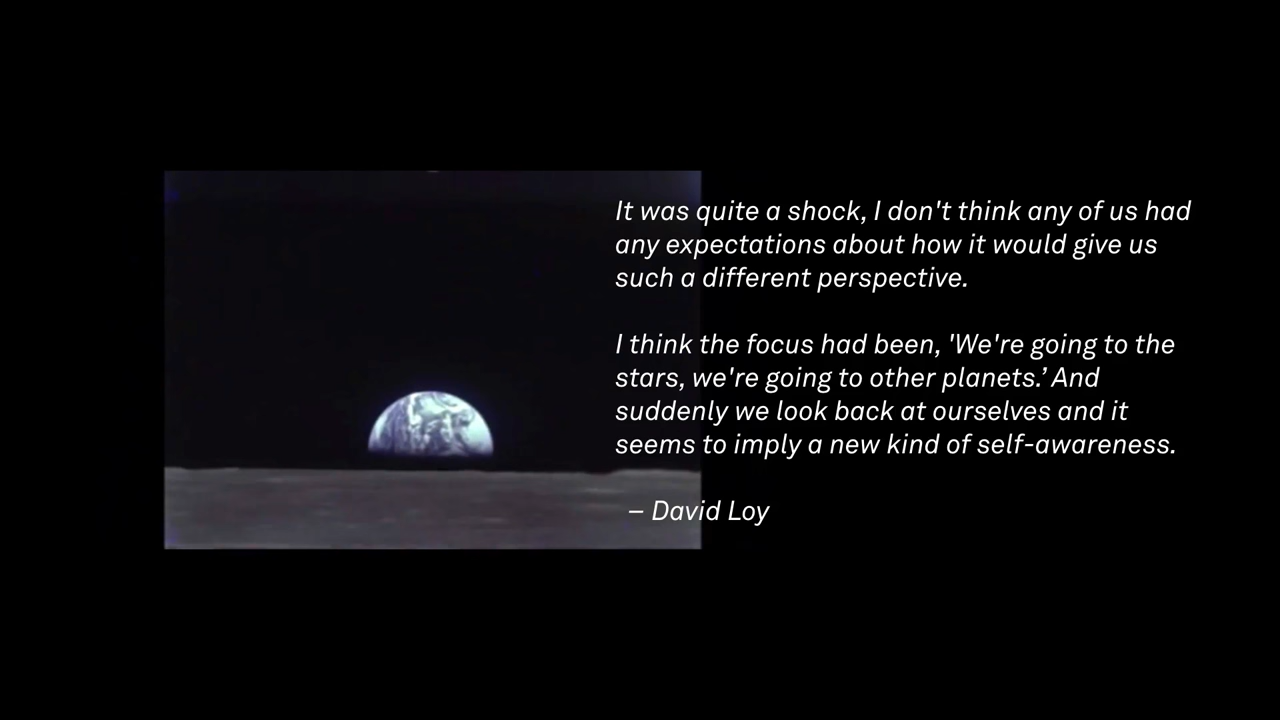 It was quite a shock, I don't think any of us had
any expectations about how it would give us
such a different perspective.
I think the focus had been, 'We're going to the
stars, we're going to other planets.’ And
suddenly we look back at ourselves and it
seems to imply a new kind of self-awareness.
– David Loy